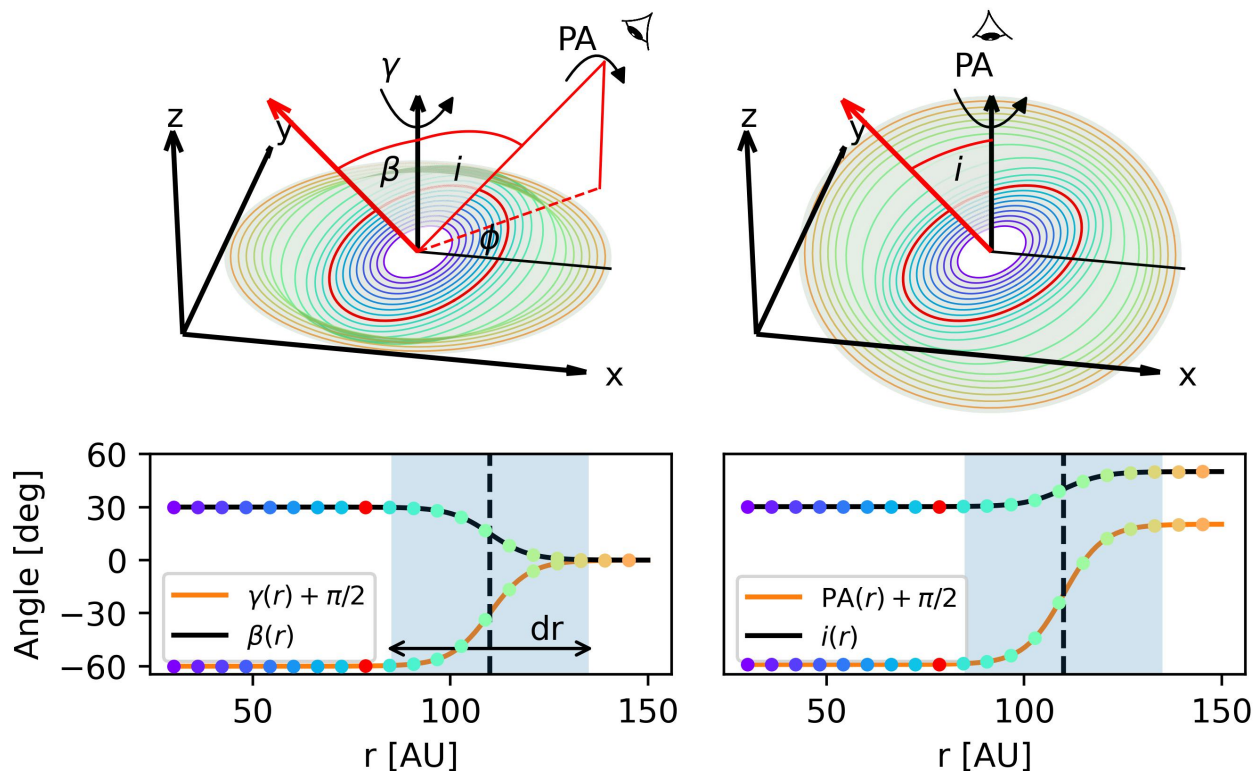 PA
γ
z
y
β
i
ϕ
x
PA
z
y
i
x
60
30
0
−30
−60
Angle [deg]
γ(r) + π/2
β(r)
dr
50
100
150
r [AU]
PA(r) + π/2
i(r)
50
100
150
r [AU]